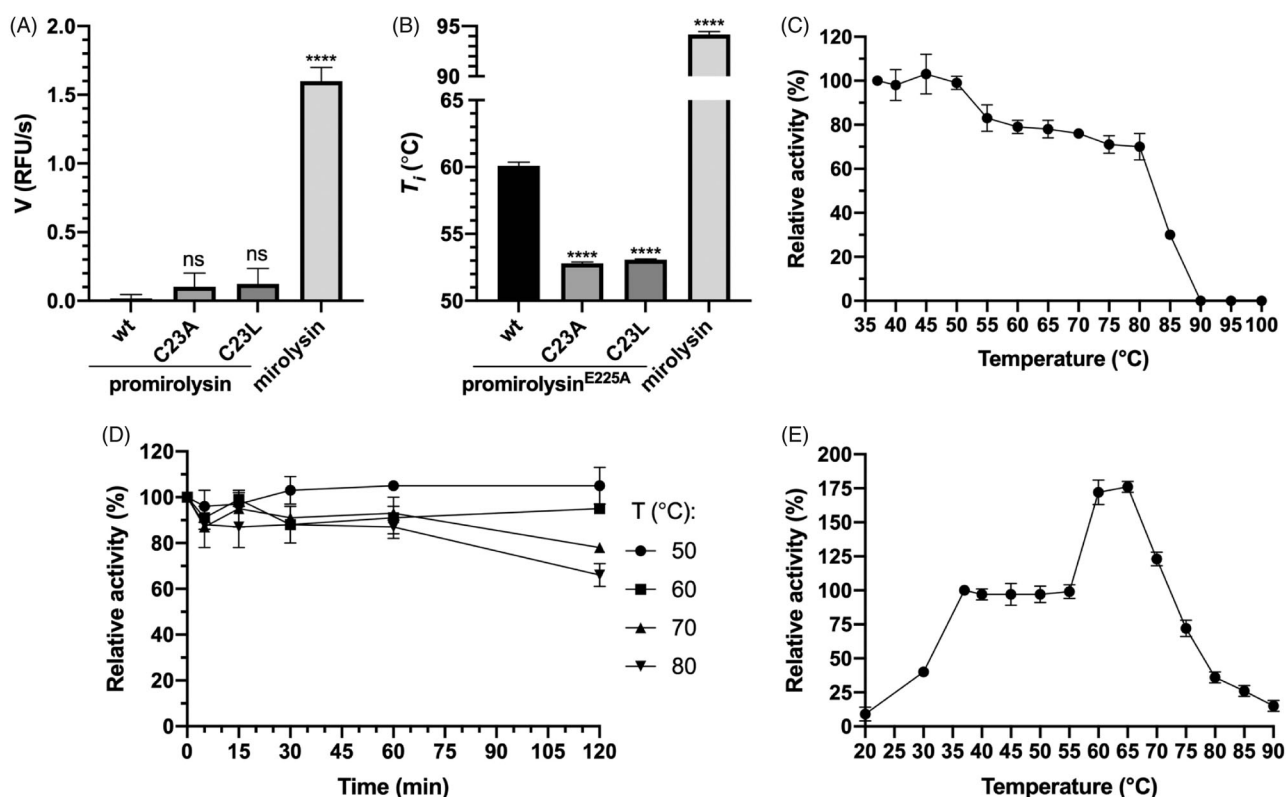 (A)
2.0
1.5
1.0
0.5
0.0
V (RFU/s)
ns
ns
****
wt
C23A
C23L
mirolysin
promirolysin
(B)
95
90
65
60
55
50
Ti (°C)
****
****
****
wt
C23A
C23L
mirolysin
promirolysinE225A
(C)
120
100
80
60
40
20
0
Relative activity (%)
35 40 45 50 55 60 65 70 75 80 85 90 95 100
Temperature (°C)
(D)
120
100
80
60
40
20
0
Relative activity (%)
0 15 30 45 60 75 90 105 120
Time (min)
T (°C):
50
60
70
80
(E)
200
175
150
125
100
75
50
25
0
Relative activity (%)
20 25 30 35 40 45 50 55 60 65 70 75 80 85 90
Temperature (°C)